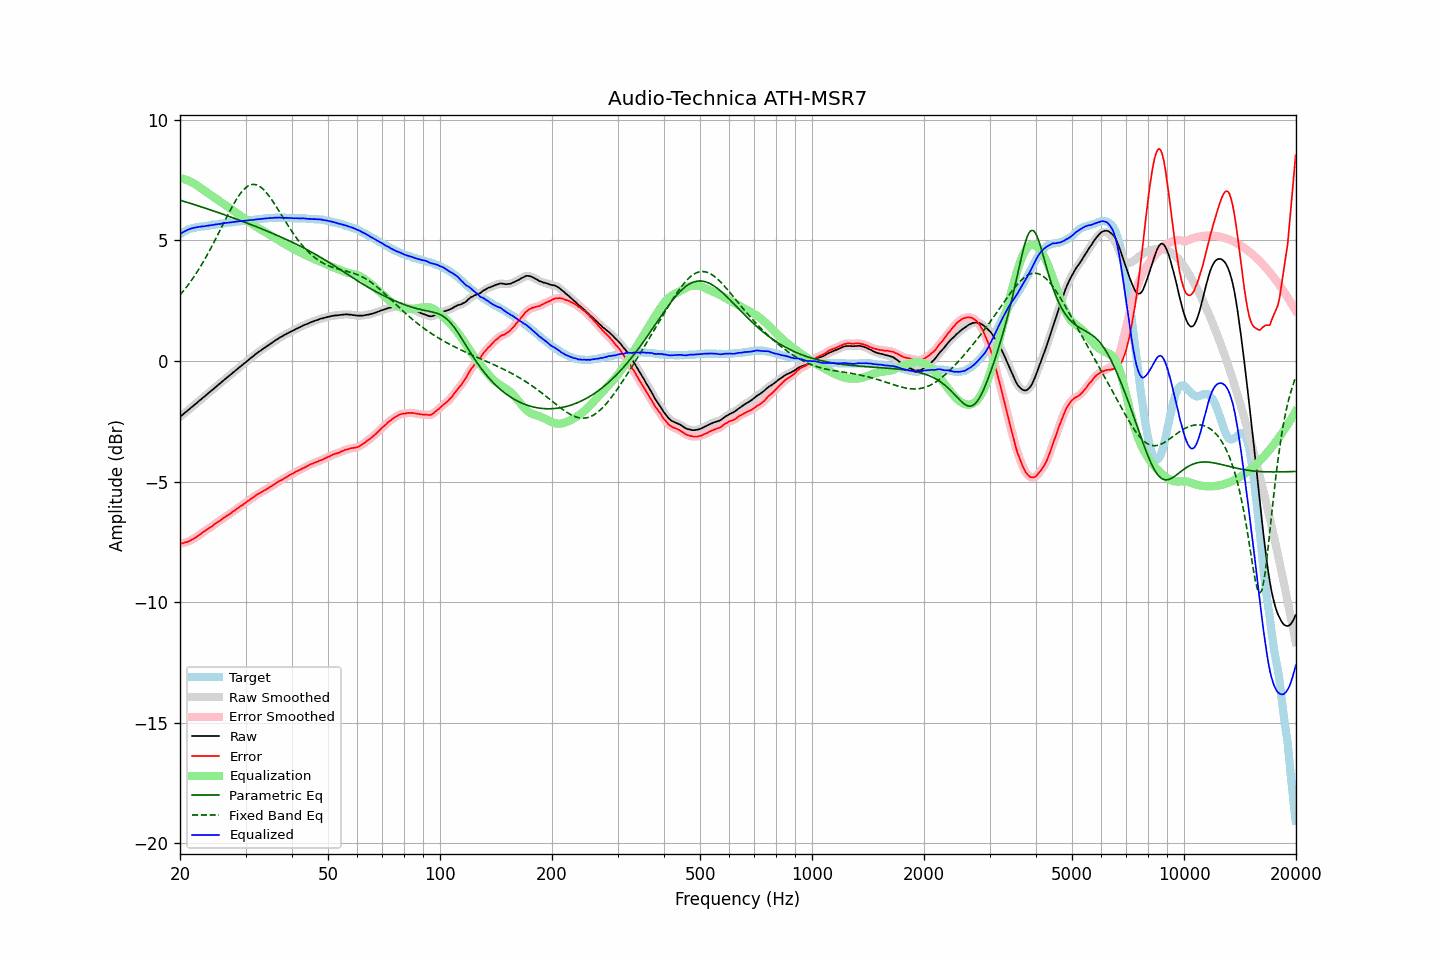 Audio-Technica ATH-MSR7
10
5
0
−5
−10
−15
−20
Amplitude (dBr)
Target
Raw Smoothed
Error Smoothed
Raw
Error
Equalization
Parametric Eq
Fixed Band Eq
Equalized
20 50 100 200 500 1000 2000 5000 10000 20000
Frequency (Hz)